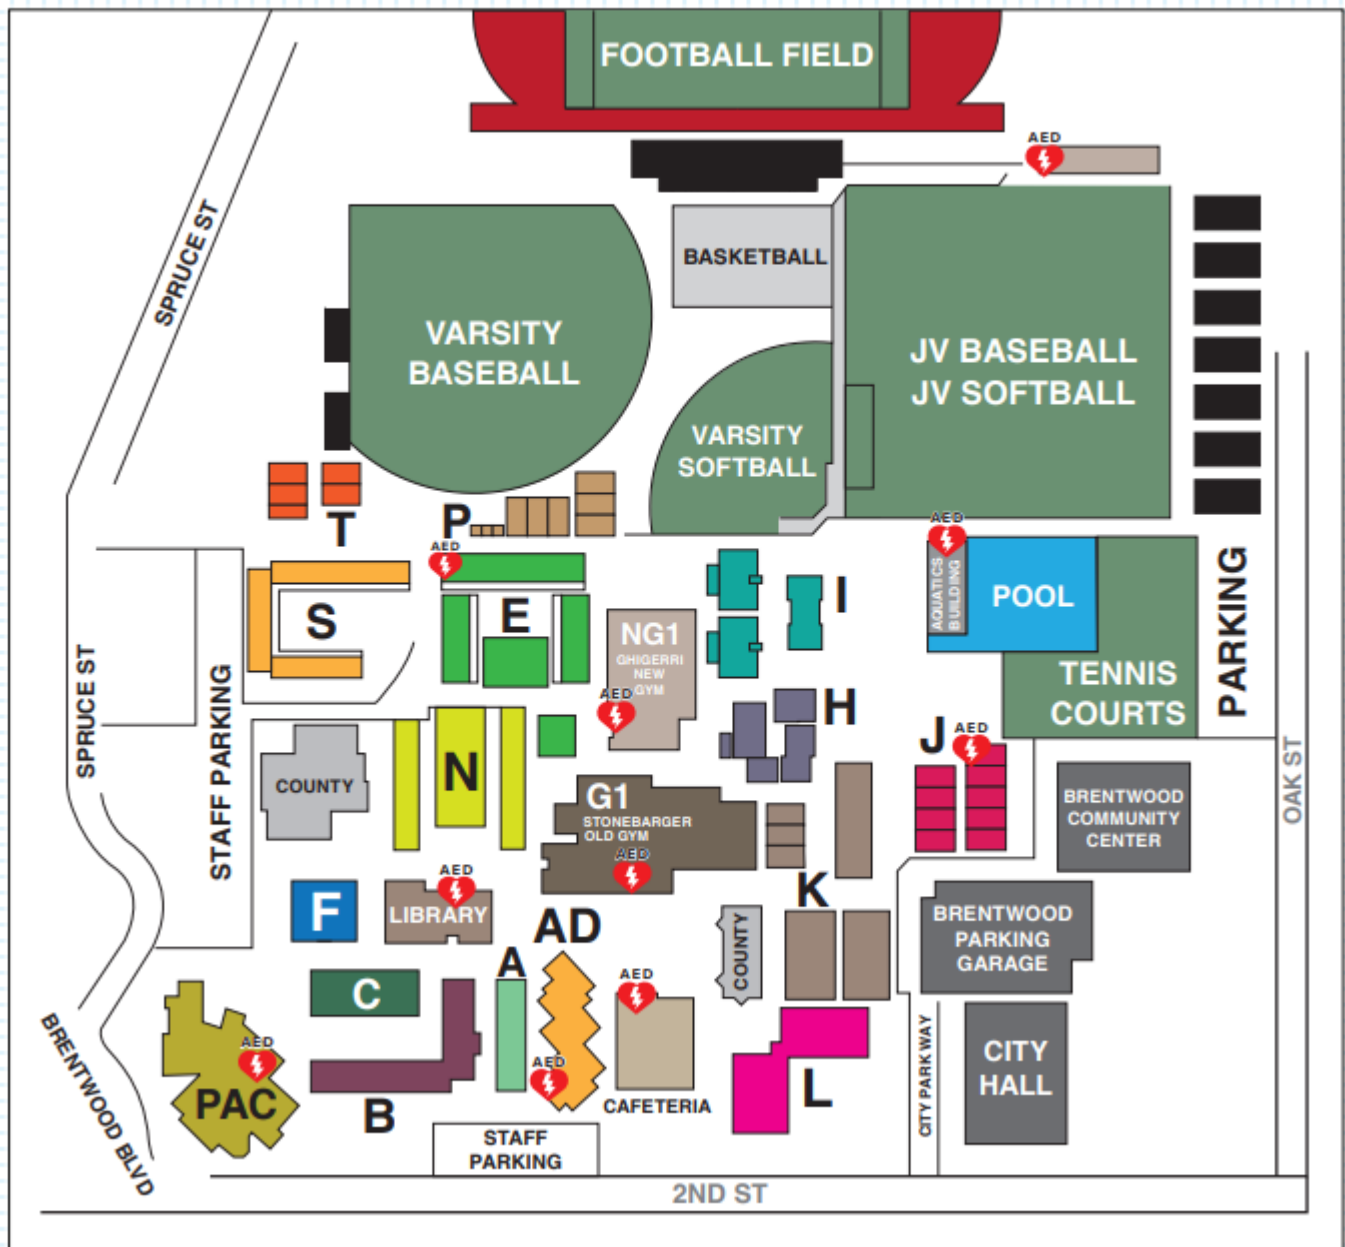 FOOTBALL FIELD
AED
SPRUCE ST
BASKETBALL
VARSITY
BASEBALL
JV BASEBALL
JV SOFTBALL
VARSITY
SOFTBALL
T
P
AED
AED
S
E
I
AQUATICS
BUILDING
POOL
PARKING
NG1
GHIGERRI
NEW
GYM
AED
TENNIS
COURTS
SPRUCE ST
STAFF PARKING
H
J
AED
COUNTY
N
G1
STONEBARGER
OLD GYM
AED
BRENTWOOD
COMMUNITY
CENTER
OAK ST
F
AED
LIBRARY
AD
K
COUNTY
BRENTWOOD
PARKING
GARAGE
A
C
AED
AED
PAC
B
AED
CAFETERIA
L
CITY PARK WAY
CITY
HALL
BRENTWOOD BLVD
STAFF
PARKING
2ND ST